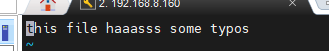 2. 192.168.8.160
this file haaasss some typos
~